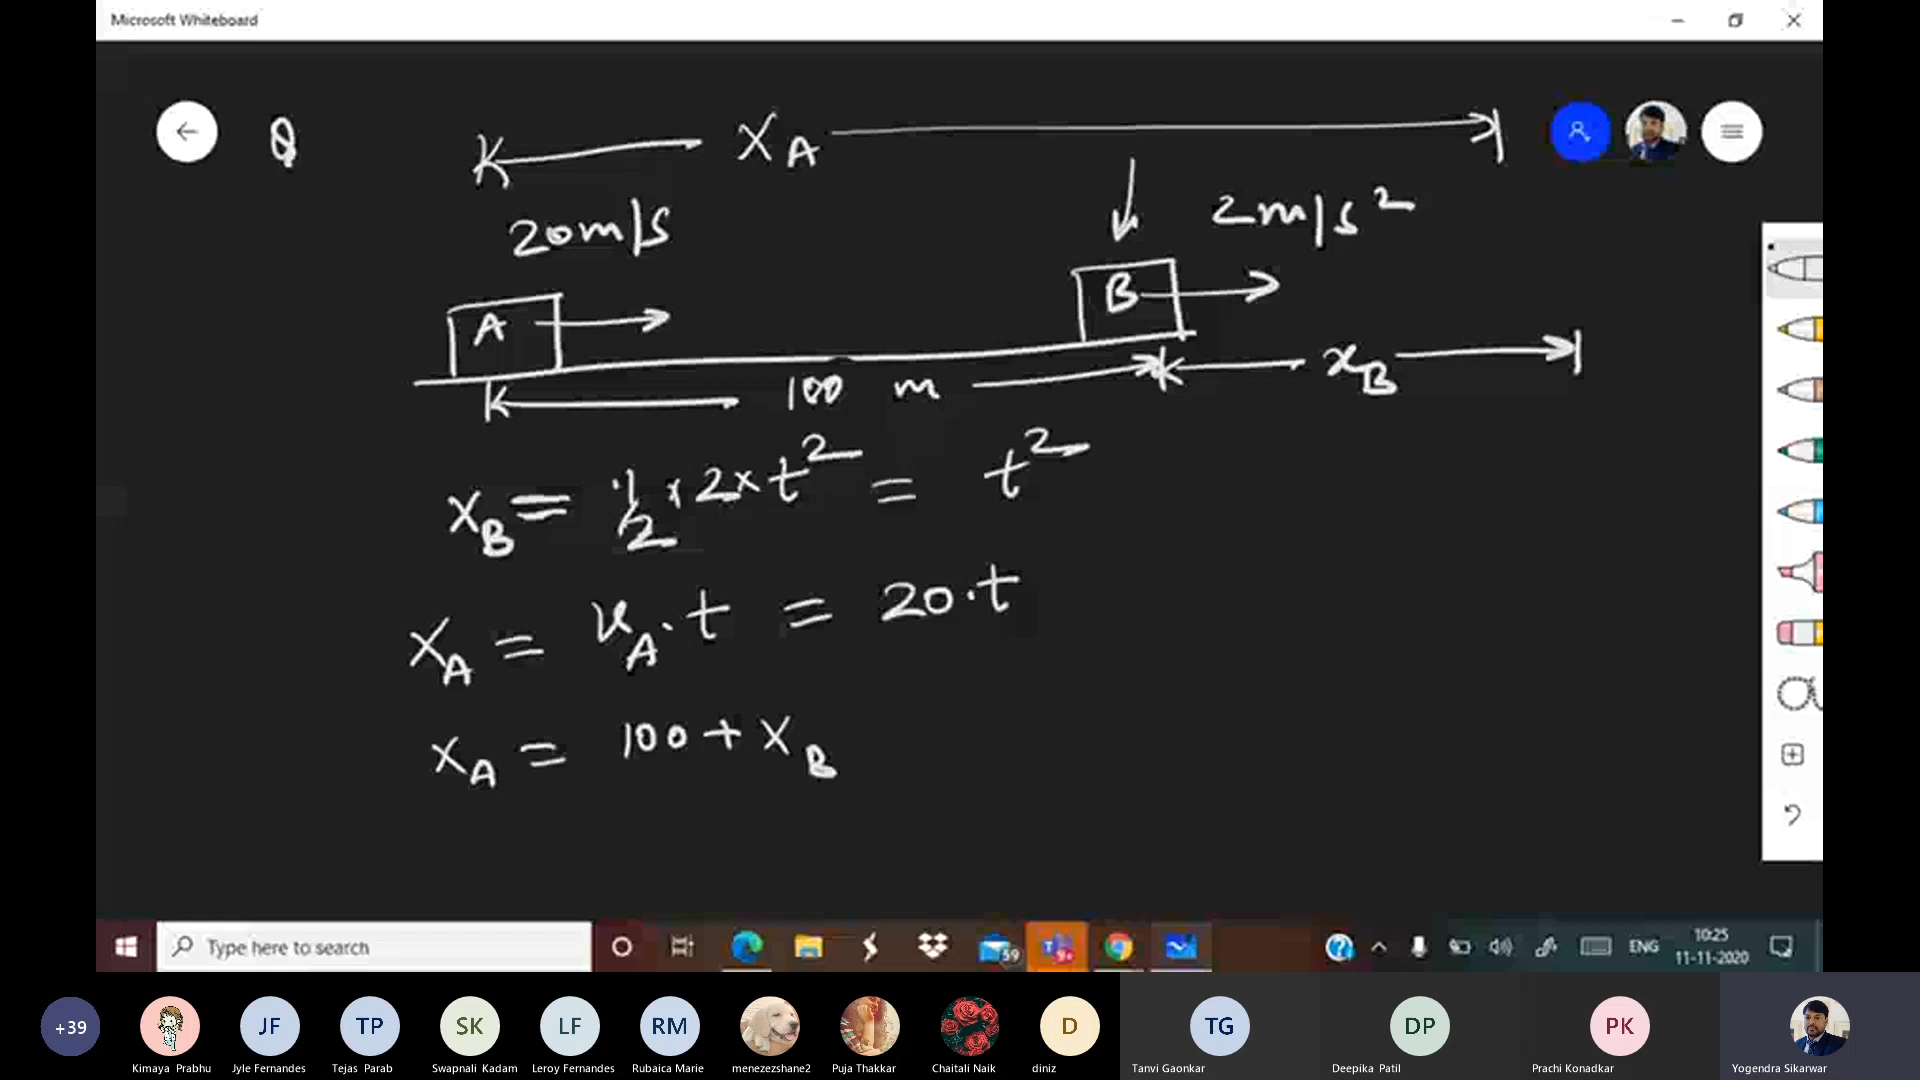 Microsoft Whiteboard
Q
X_A
20m/s
2m/s²
A
B
100 m
x_B
x_B = 1/2 × 2 × t² = t²
x_A = u_A · t = 20 · t
x_A = 100 + x_B
Type here to search
59
9+
ENG
10:25
11-11-2020
+39
JF
TP
SK
LF
RM
D
TG
DP
PK
Kimaya Prabhu
Jyle Fernandes
Tejas Parab
Swapnali Kadam
Leroy Fernandes
Rubaica Marie
menezezshane2
Puja Thakkar
Chaitali Naik
diniz
Tanvi Gaonkar
Deepika Patil
Prachi Konadkar
Yogendra Sikarwar